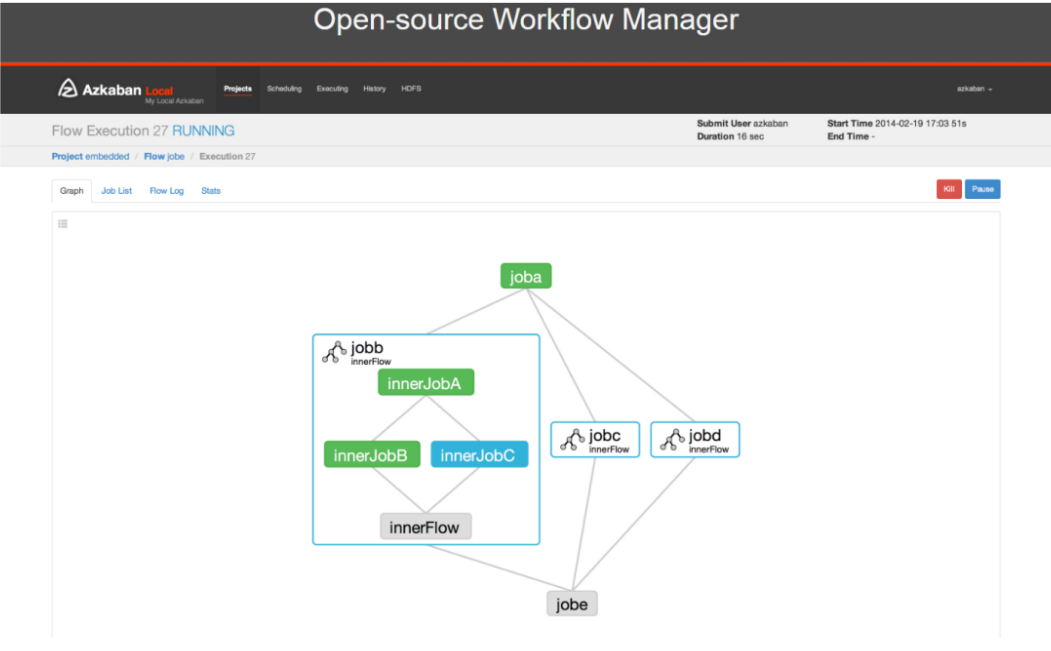 Open-source Workflow Manager
Azkaban Local
My Local Azkaban
Projects Scheduling Executing History HDFS
azkaban
Flow Execution 27 RUNNING
Submit User azkaban
Duration 16 sec
Start Time 2014-02-19 17:03 51s
End Time -
Project embedded / Flow jobe / Execution 27
Graph Job List Flow Log Stats
Kill Pause
joba
jobb
innerFlow
innerJobA
innerJobB innerJobC
innerFlow
jobc
innerFlow
jobd
innerFlow
jobe